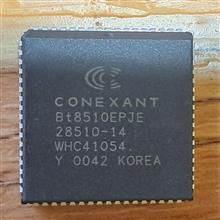 CONEXANT
Bt8510EPJE
28510-14
WHC41054.
Y 0042 KOREA